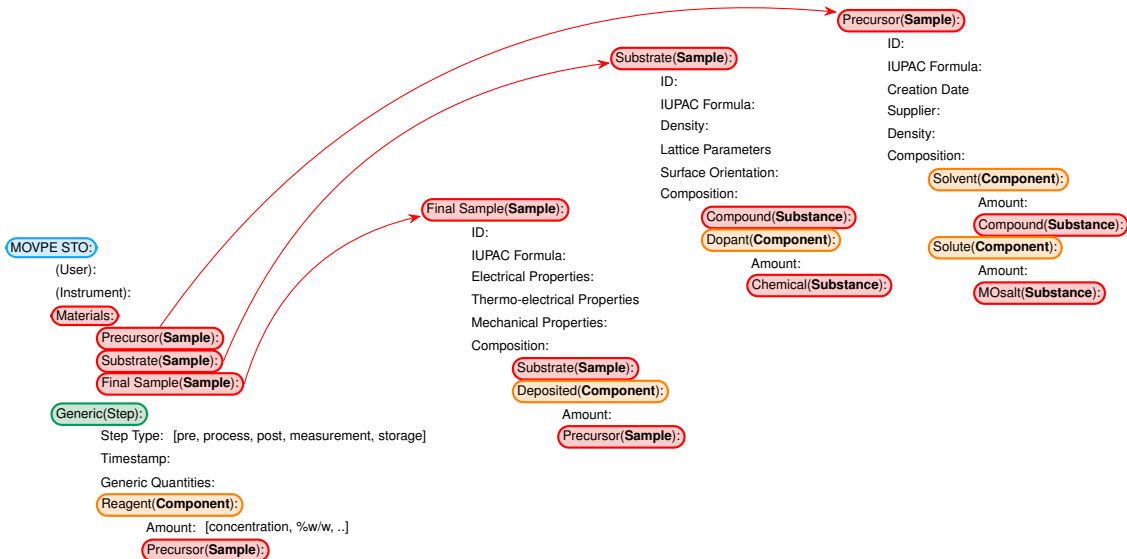 MOVPE STO:
(User):
(Instrument):
Materials:
Precursor(Sample):
Substrate(Sample):
Final Sample(Sample):
Generic(Step):
Step Type: [pre, process, post, measurement, storage]
Timestamp:
Generic Quantities:
Reagent(Component):
Amount: [concentration, %w/w, ..]
Precursor(Sample):
Final Sample(Sample):
ID:
IUPAC Formula:
Electrical Properties:
Thermo-electrical Properties
Mechanical Properties:
Composition:
Substrate(Sample):
Deposited(Component):
Amount:
Precursor(Sample):
Substrate(Sample):
ID:
IUPAC Formula:
Density:
Lattice Parameters
Surface Orientation:
Composition:
Compound(Substance):
Dopant(Component):
Amount:
Chemical(Substance):
Precursor(Sample):
ID:
IUPAC Formula:
Creation Date
Supplier:
Density:
Composition:
Solvent(Component):
Amount:
Compound(Substance):
Solute(Component):
Amount:
MOsalt(Substance):